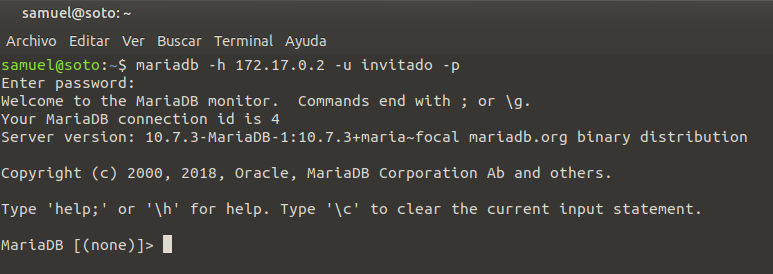 samuel@soto: ~
Archivo Editar Ver Buscar Terminal Ayuda
samuel@soto:~$ mariadb -h 172.17.0.2 -u invitado -p
Enter password:
Welcome to the MariaDB monitor.  Commands end with ; or \g.
Your MariaDB connection id is 4
Server version: 10.7.3-MariaDB-1:10.7.3+maria~focal mariadb.org binary distribution
Copyright (c) 2000, 2018, Oracle, MariaDB Corporation Ab and others.
Type 'help;' or '\h' for help. Type '\c' to clear the current input statement.
MariaDB [(none)]>